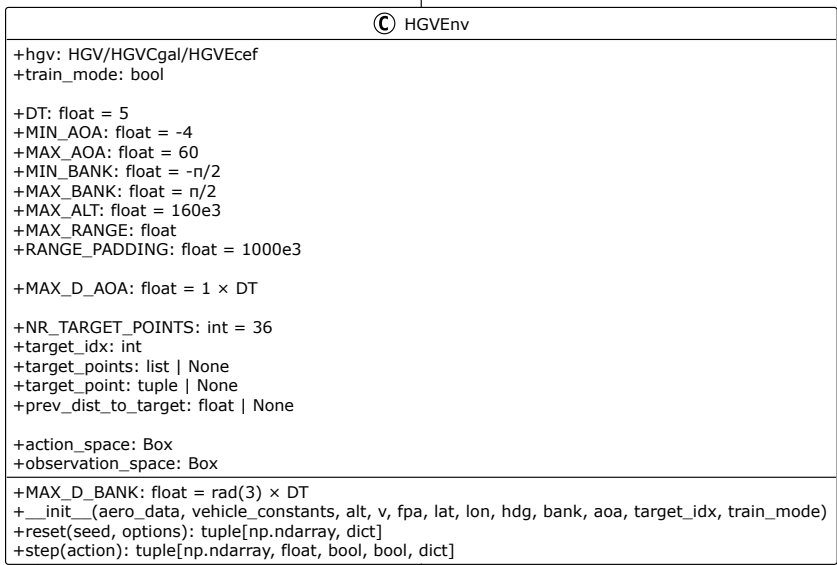 C HGVEnv
+hgv: HGV/HGVCgal/HGVEcef
+train_mode: bool
+DT: float = 5
+MIN_AOA: float = -4
+MAX_AOA: float = 60
+MIN_BANK: float = -π/2
+MAX_BANK: float = π/2
+MAX_ALT: float = 160e3
+MAX_RANGE: float
+RANGE_PADDING: float = 1000e3
+MAX_D_AOA: float = 1 × DT
+NR_TARGET_POINTS: int = 36
+target_idx: int
+target_points: list | None
+target_point: tuple | None
+prev_dist_to_target: float | None
+action_space: Box
+observation_space: Box
+MAX_D_BANK: float = rad(3) × DT
+__init__(aero_data, vehicle_constants, alt, v, fpa, lat, lon, hdg, bank, aoa, target_idx, train_mode)
+reset(seed, options): tuple[np.ndarray, dict]
+step(action): tuple[np.ndarray, float, bool, bool, dict]